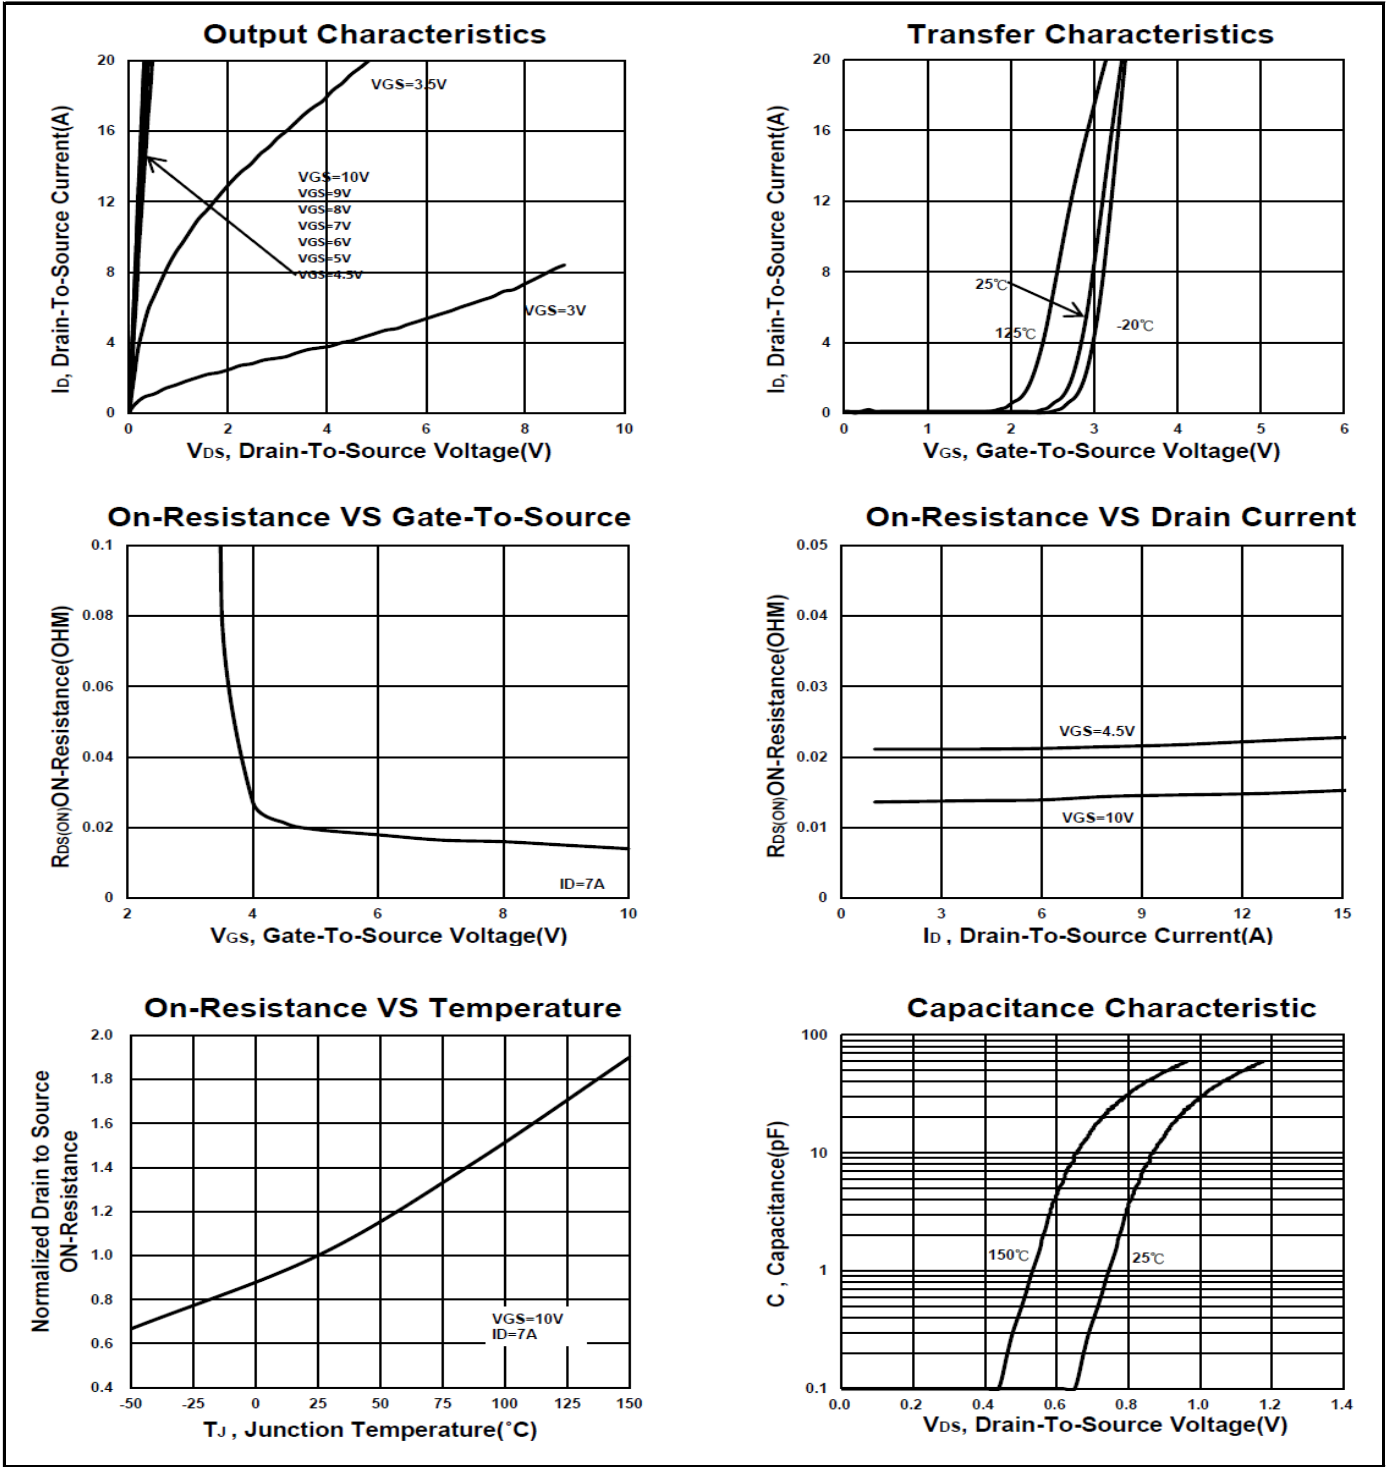 Output Characteristics
20
16
12
8
4
0
0 2 4 6 8 10
ID, Drain-To-Source Current(A)
VGS=3.5V
VGS=10V
VGS=9V
VGS=8V
VGS=7V
VGS=6V
VGS=5V
VGS=4.5V
VGS=3V
VDS, Drain-To-Source Voltage(V)
Transfer Characteristics
20
16
12
8
4
0
0 1 2 3 4 5 6
ID, Drain-To-Source Current(A)
25℃
125℃
-20℃
VGS, Gate-To-Source Voltage(V)
On-Resistance VS Gate-To-Source
0.1
0.08
0.06
0.04
0.02
0
2 4 6 8 10
RDS(ON)ON-Resistance(OHM)
ID=7A
VGS, Gate-To-Source Voltage(V)
On-Resistance VS Drain Current
0.05
0.04
0.03
0.02
0.01
0
0 3 6 9 12 15
RDS(ON)ON-Resistance(OHM)
VGS=4.5V
VGS=10V
ID , Drain-To-Source Current(A)
On-Resistance VS Temperature
2.0
1.8
1.6
1.4
1.2
1.0
0.8
0.6
0.4
-50 -25 0 25 50 75 100 125 150
Normalized Drain to Source
ON-Resistance
VGS=10V
ID=7A
TJ , Junction Temperature(°C)
Capacitance Characteristic
100
10
1
0.1
0.0 0.2 0.4 0.6 0.8 1.0 1.2 1.4
C , Capacitance(pF)
150℃
25℃
VDS, Drain-To-Source Voltage(V)